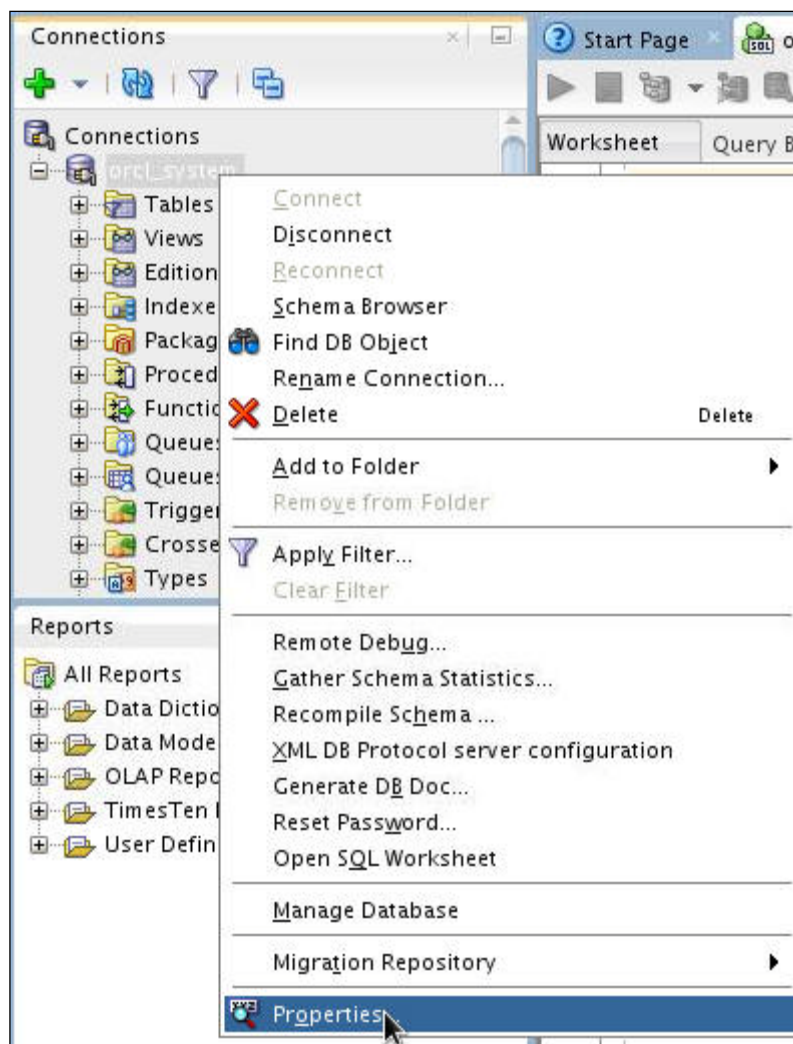 Connections
Start Page
Worksheet
Query B
Connections
orcl_system
Tables
Views
Edition
Indexe
Packag
Proced
Functio
Queue
Queue
Trigger
Crosse
Types
Connect
Disconnect
Reconnect
Schema Browser
Find DB Object
Rename Connection...
Delete Delete
Add to Folder
Remove from Folder
Apply Filter...
Clear Filter
Remote Debug...
Gather Schema Statistics...
Recompile Schema ...
XML DB Protocol server configuration
Generate DB Doc...
Reset Password...
Open SQL Worksheet
Manage Database
Migration Repository
Properties...
Reports
All Reports
Data Dictio
Data Mode
OLAP Repo
TimesTen
User Defin